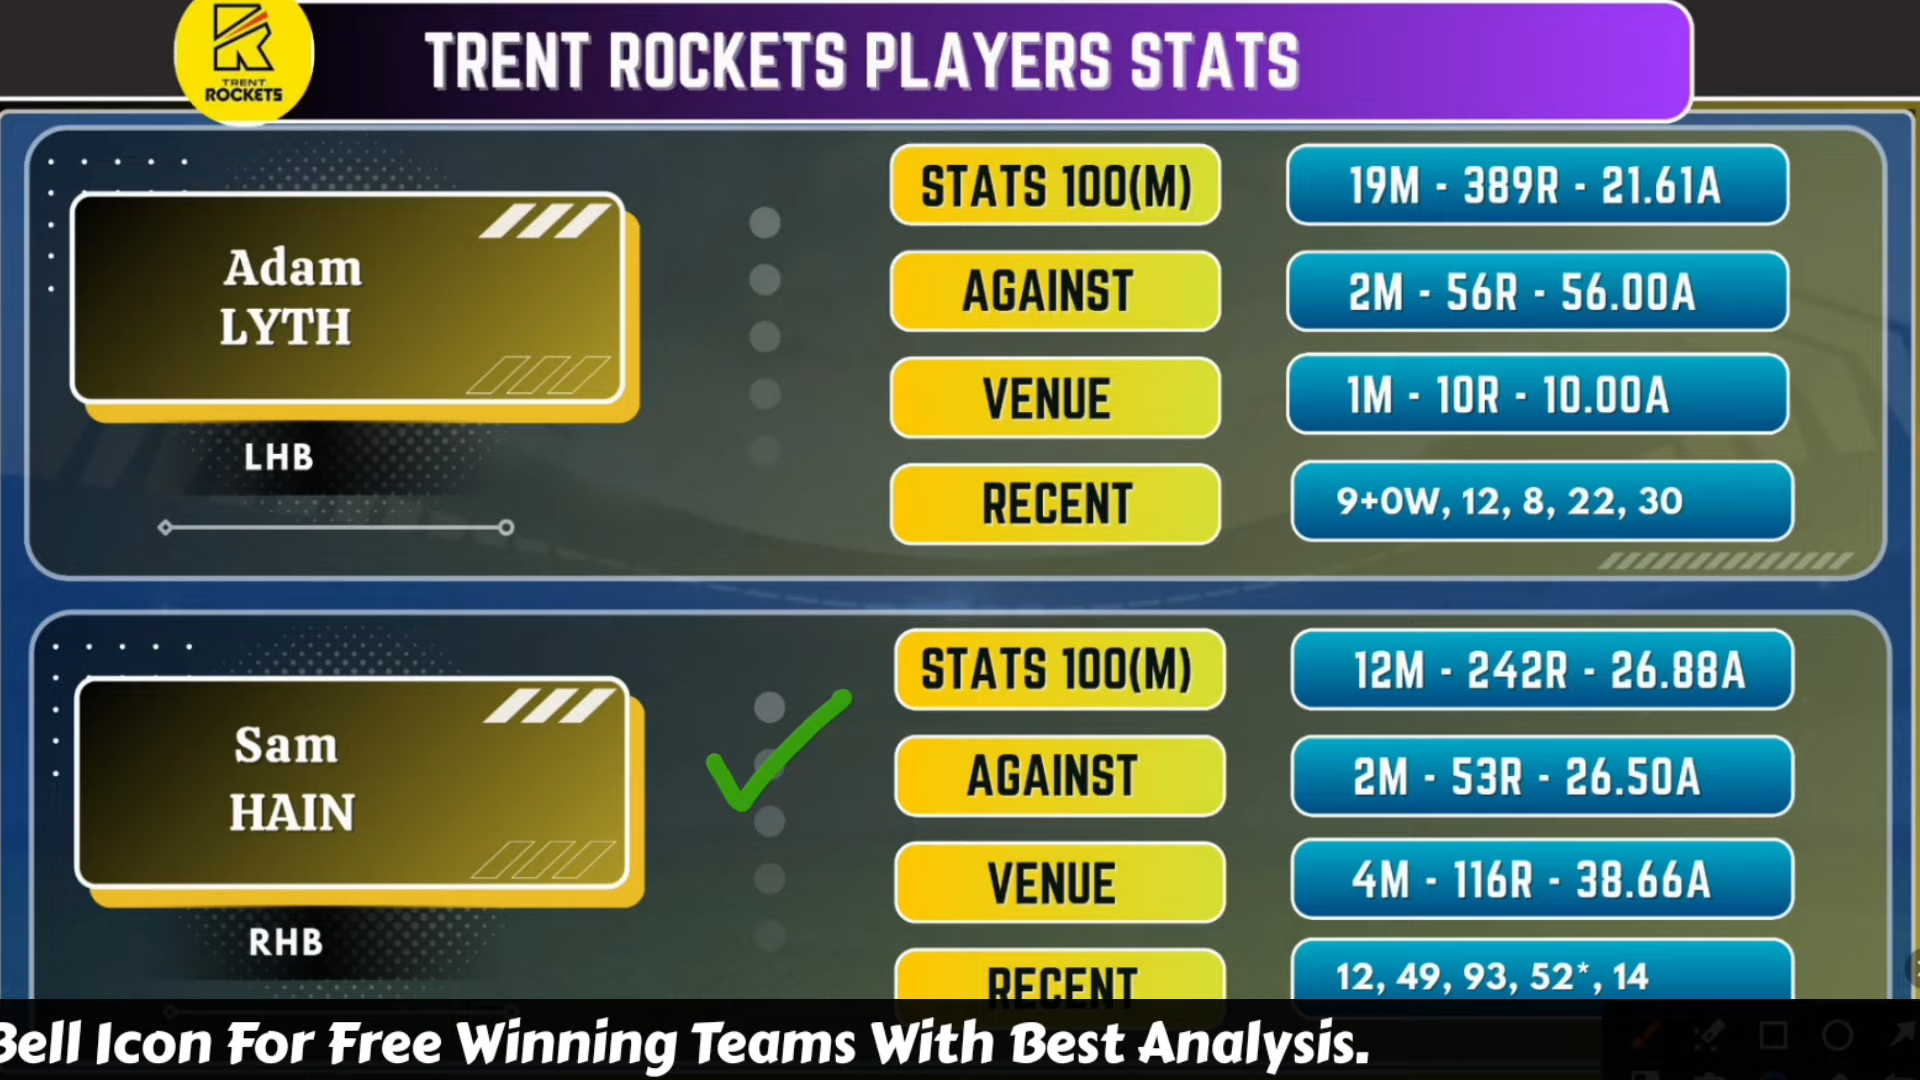 TRENT
ROCKETS
TRENT ROCKETS PLAYERS STATS
Adam
LYTH
LHB
STATS 100(M)
19M - 389R - 21.61A
AGAINST
2M - 56R - 56.00A
VENUE
1M - 10R - 10.00A
RECENT
9+0W, 12, 8, 22, 30
Sam
HAIN
RHB
STATS 100(M)
12M - 242R - 26.88A
AGAINST
2M - 53R - 26.50A
VENUE
4M - 116R - 38.66A
RECENT
12, 49, 93, 52*, 14
Bell Icon For Free Winning Teams With Best Analysis.